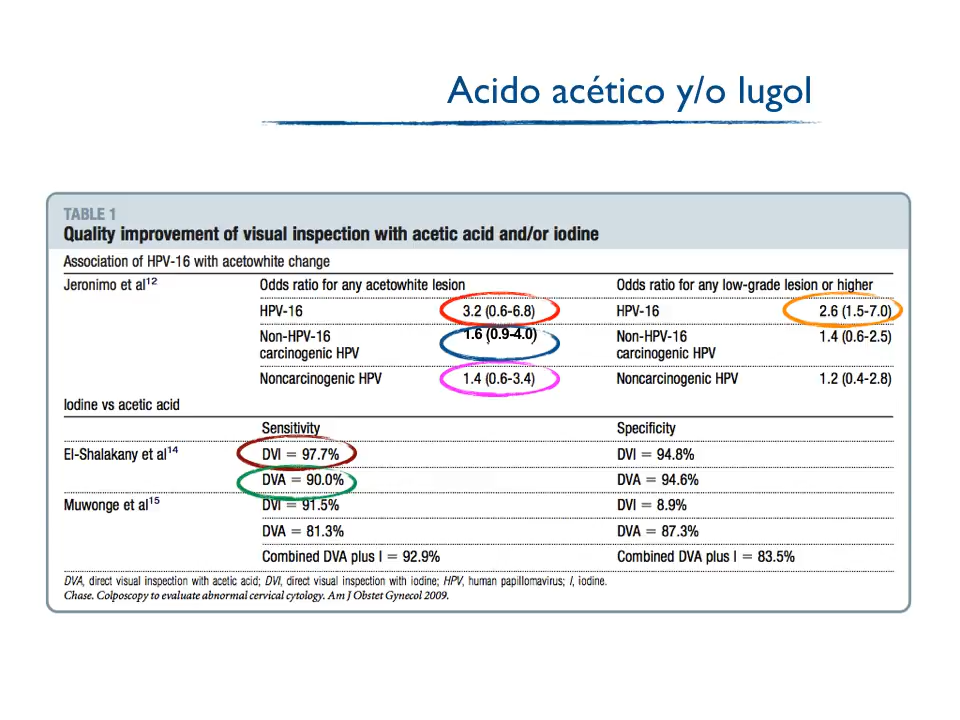 Acido acético y/o lugol
TABLE 1
Quality improvement of visual inspection with acetic acid and/or iodine
Association of HPV-16 with acetowhite change
Jeronimo et al12 Odds ratio for any acetowhite lesion Odds ratio for any low-grade lesion or higher
HPV-16 3.2 (0.6-6.8) HPV-16 2.6 (1.5-7.0)
Non-HPV-16 1.6 (0.9-4.0) Non-HPV-16 1.4 (0.6-2.5)
carcinogenic HPV carcinogenic HPV
Noncarcinogenic HPV 1.4 (0.6-3.4) Noncarcinogenic HPV 1.2 (0.4-2.8)
Iodine vs acetic acid
Sensitivity Specificity
El-Shalakany et al14 DVI = 97.7% DVI = 94.8%
DVA = 90.0% DVA = 94.6%
Muwonge et al15 DVI = 91.5% DVI = 8.9%
DVA = 81.3% DVA = 87.3%
Combined DVA plus I = 92.9% Combined DVA plus I = 83.5%
DVA, direct visual inspection with acetic acid; DVI, direct visual inspection with iodine; HPV, human papillomavirus; I, iodine.
Chase. Colposcopy to evaluate abnormal cervical cytology. Am J Obstet Gynecol 2009.